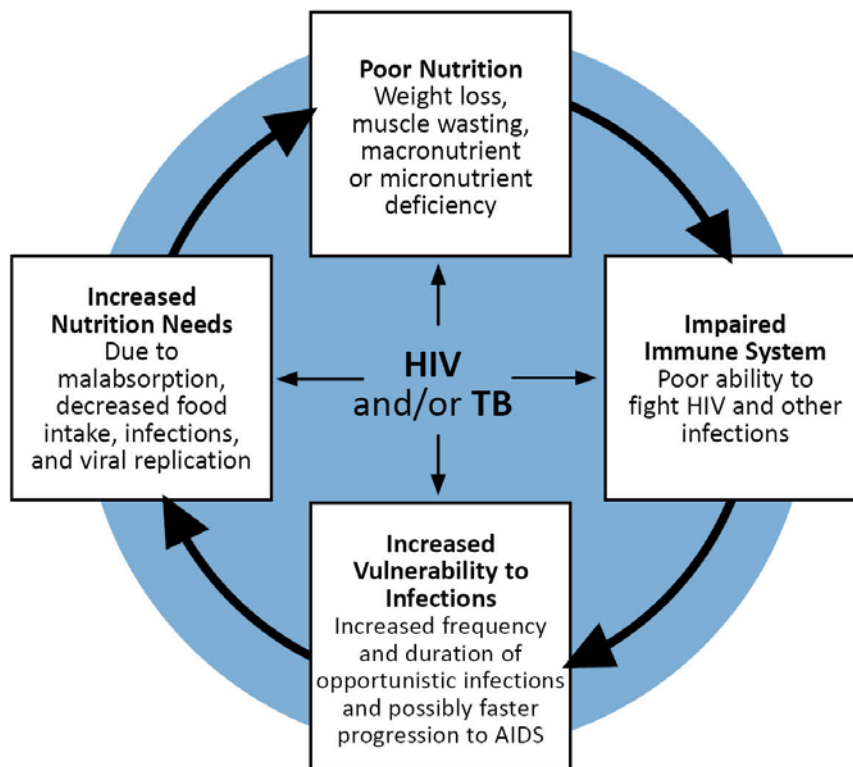 Poor Nutrition
Weight loss,
muscle wasting,
macronutrient
or micronutrient
deficiency
Increased
Nutrition Needs
Due to
malabsorption,
decreased food
intake, infections,
and viral replication
HIV
and/or TB
Impaired
Immune System
Poor ability to
fight HIV and other
infections
Increased
Vulnerability to
Infections
Increased frequency
and duration of
opportunistic infections
and possibly faster
progression to AIDS